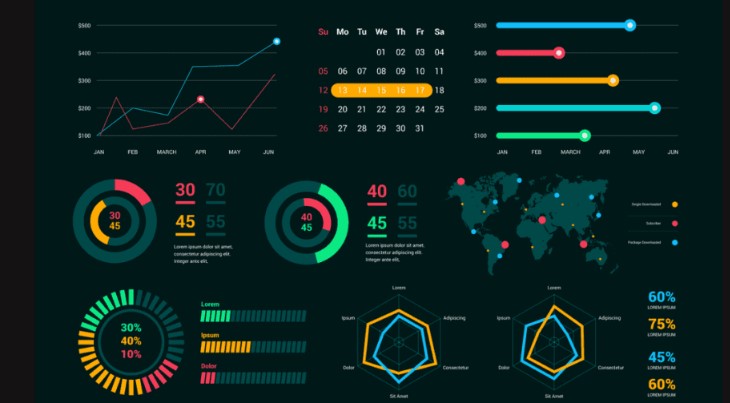 $500
$400
$300
$200
$100
JAN FEB MARCH APR MAY JUN
Su Mo Tu We Th Fr Sa
01 02 03 04
05 06 07 08 09 10 11
12 13 14 15 16 17 18
19 20 21 22 23 24 25
26 27 28 29 30 31
$500
$400
$300
$200
$100
JAN FEB MARCH APR MAY JUN
30
45
30 70
45 55
Lorem ipsum dolor sit amet,
consectetur adipiscing elit.
Integer ante elit.
40
45
40 60
45 55
Lorem ipsum dolor sit amet,
consectetur adipiscing elit.
Integer ante elit.
Subscriber
Package Downloaded
30%
40%
10%
Lorem
Ipsum
Dolor
Lorem
Adipiscing
Consectetur
Sit Amet
Dolor
Ipsum
Lorem
Adipiscing
Consectetur
Sit Amet
Dolor
Ipsum
60%
LOREM IPSUM
75%
LOREM IPSUM
45%
LOREM IPSUM
60%
LOREM IPSUM